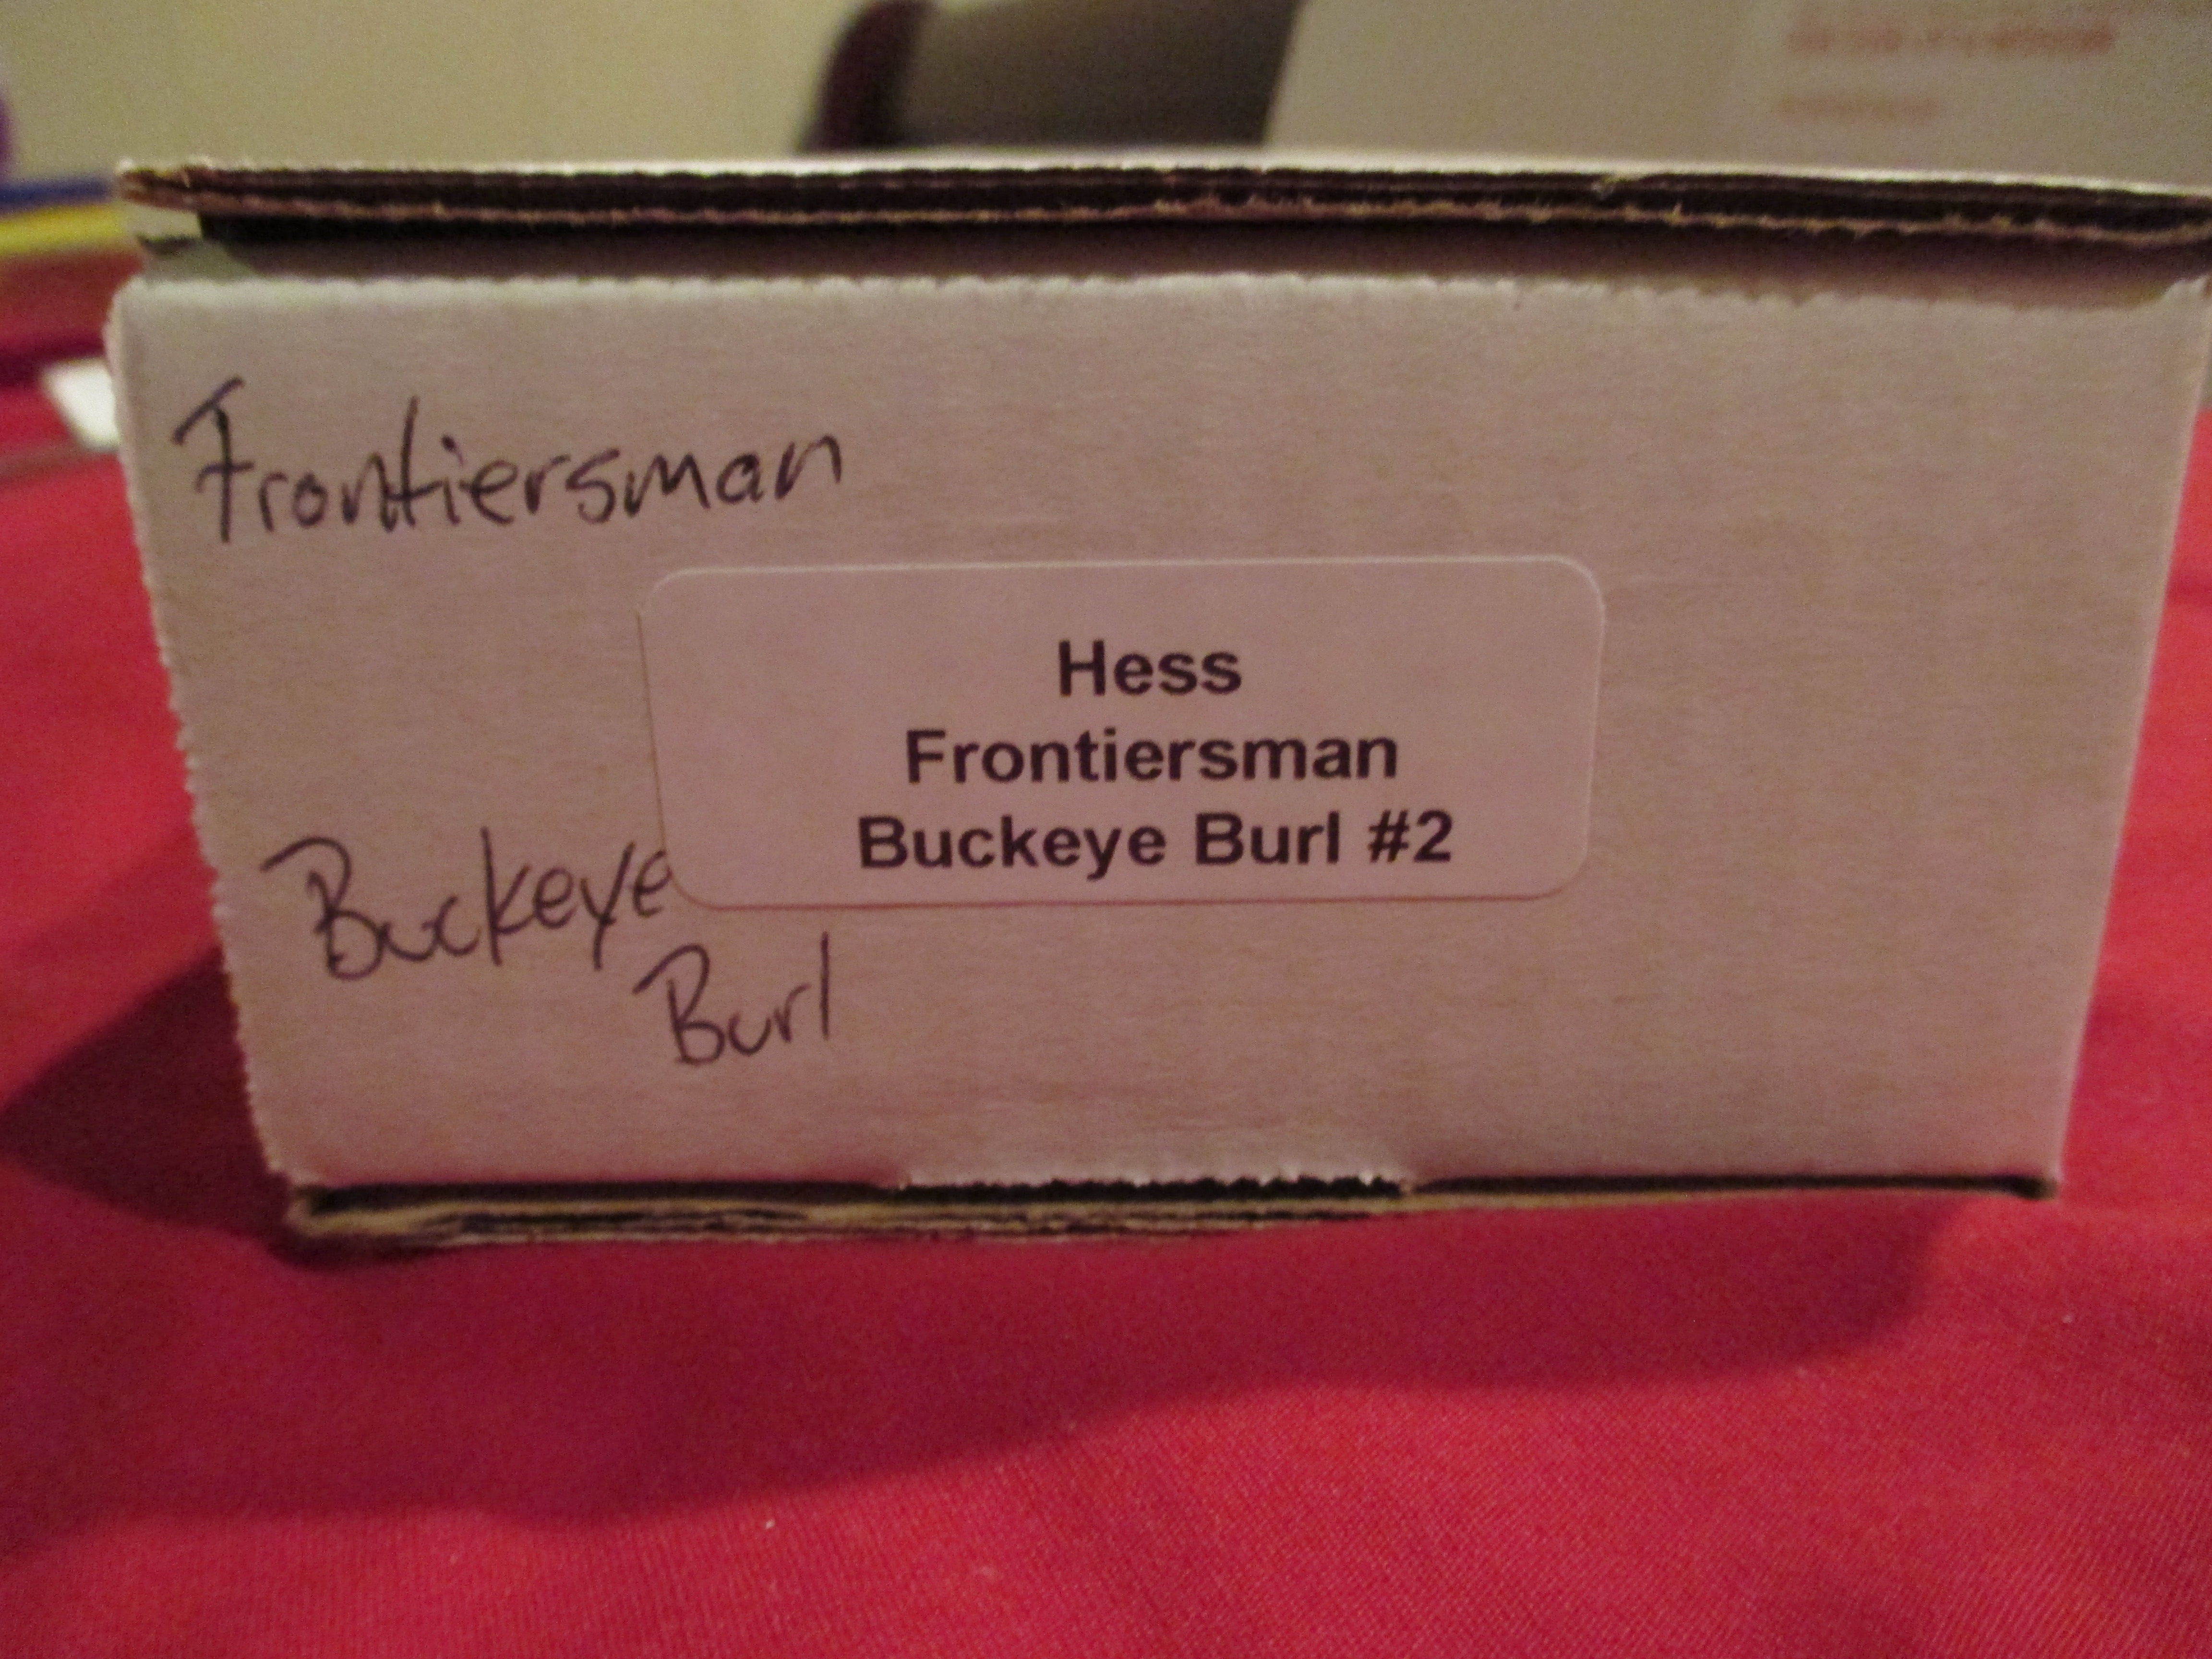 Frontiersman
Hess
Frontiersman
Buckeye Burl #2
Buckeye
Burl